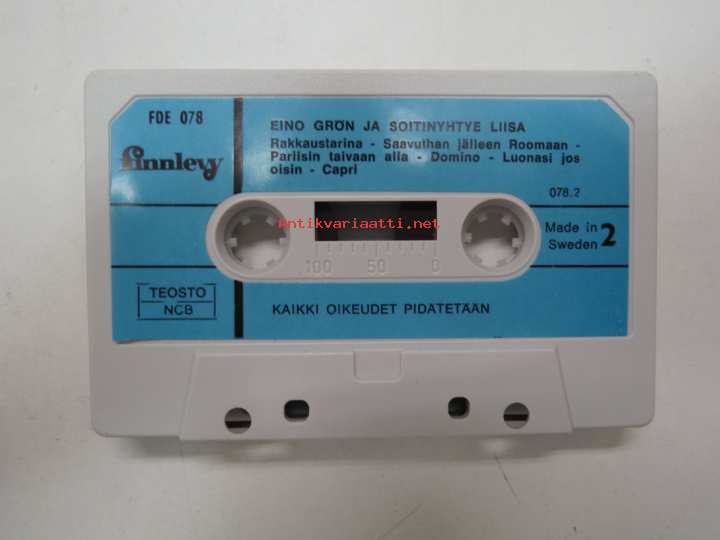 FDE 078
finnlevy
EINO GRÖN JA SOITINYHTYE LIISA
Rakkaustarina - Saavuthan jälleen Roomaan -
Pariisin taivaan alla - Domino - Luonasi jos
oisin - Capri
078.2
antikvariaatti.net
Made in
Sweden 2
100 50 0
TEOSTO
NCB
KAIKKI OIKEUDET PIDÄTETÄÄN